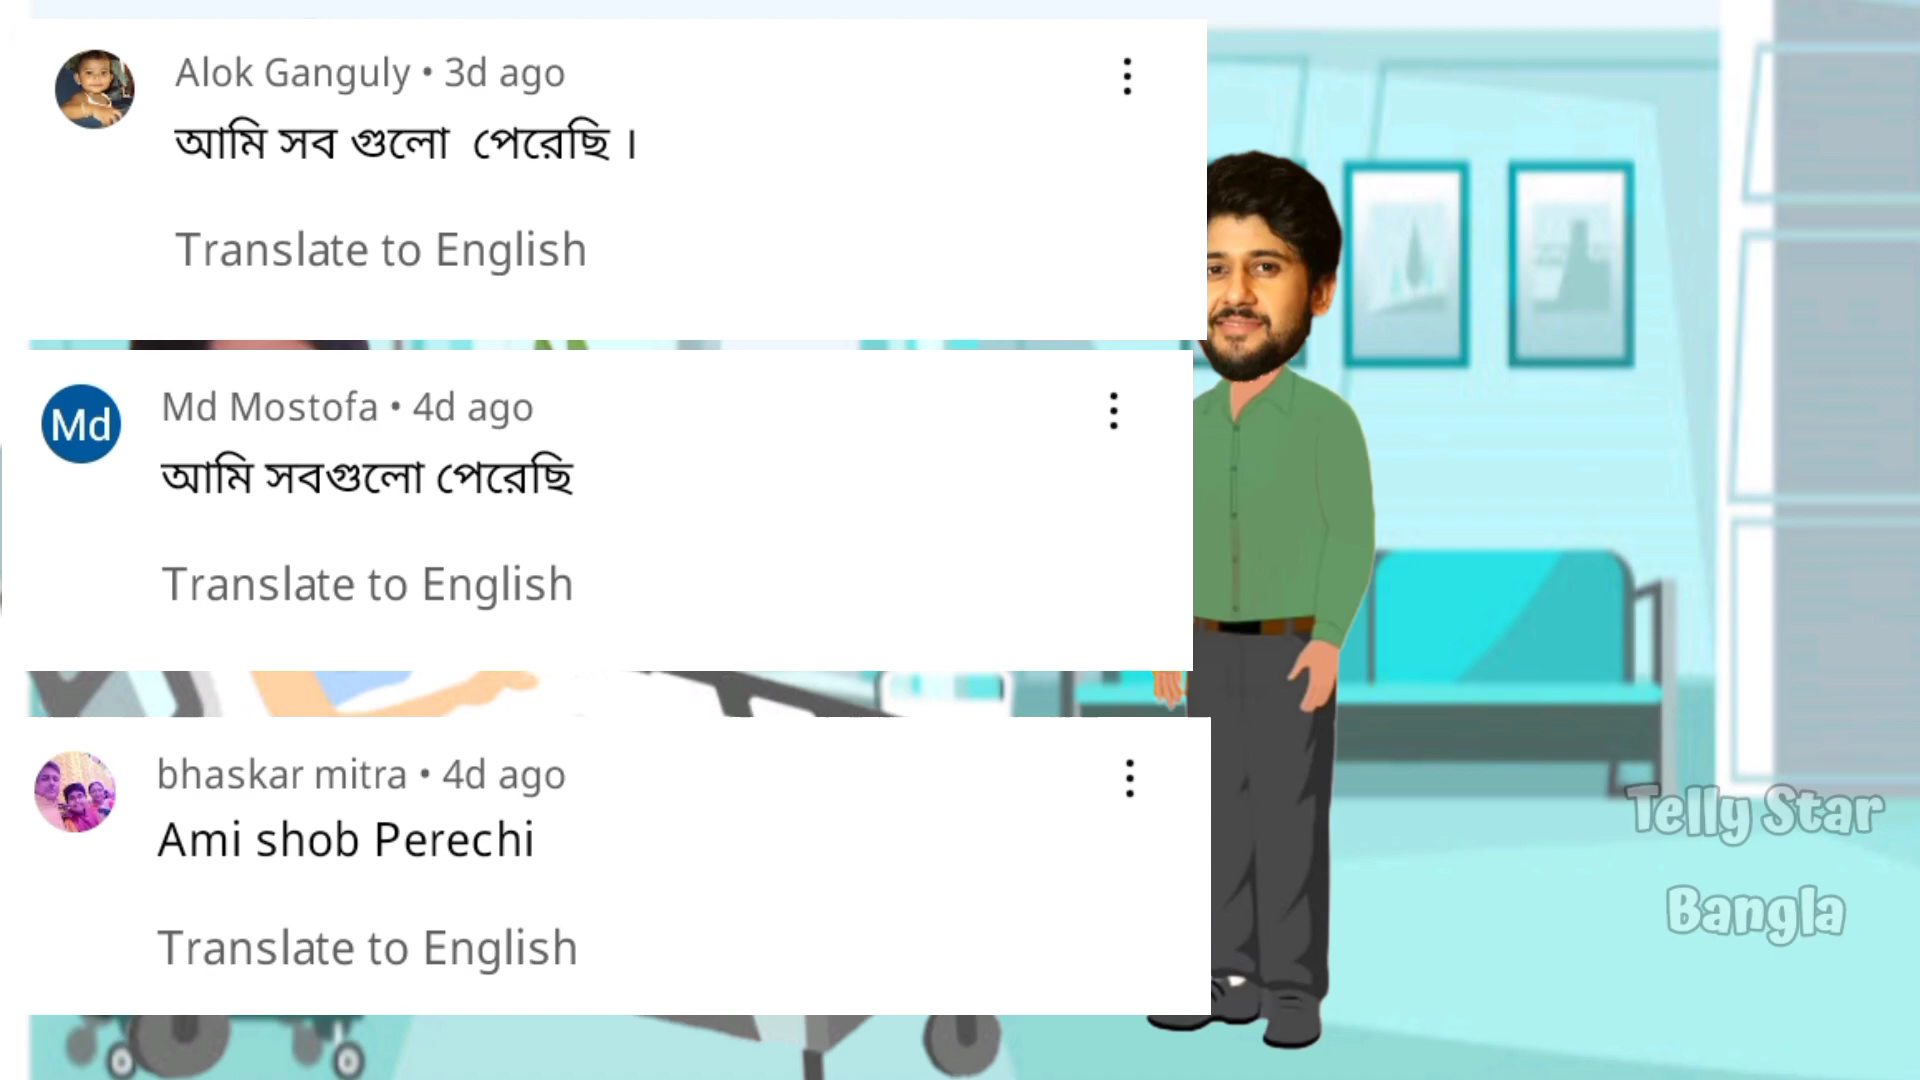 Alok Ganguly • 3d ago
আমি সব গুলো পেরেছি ।
Translate to English
Md
Md Mostofa • 4d ago
আমি সবগুলো পেরেছি
Translate to English
bhaskar mitra • 4d ago
Ami shob Perechi
Translate to English
Telly Star
Bangla